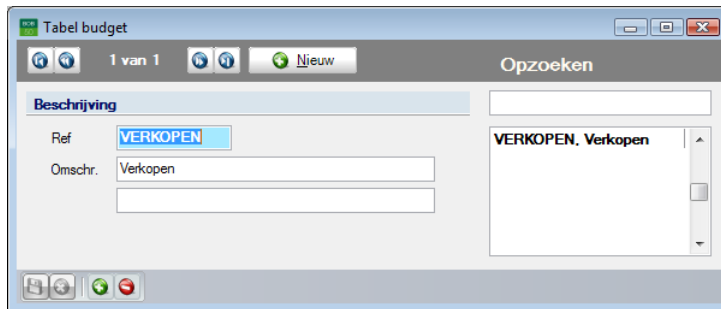 Tabel budget
1 van 1
Nieuw
Opzoeken
Beschrijving
Ref VERKOPEN
VERKOPEN, Verkopen
Omschr. Verkopen